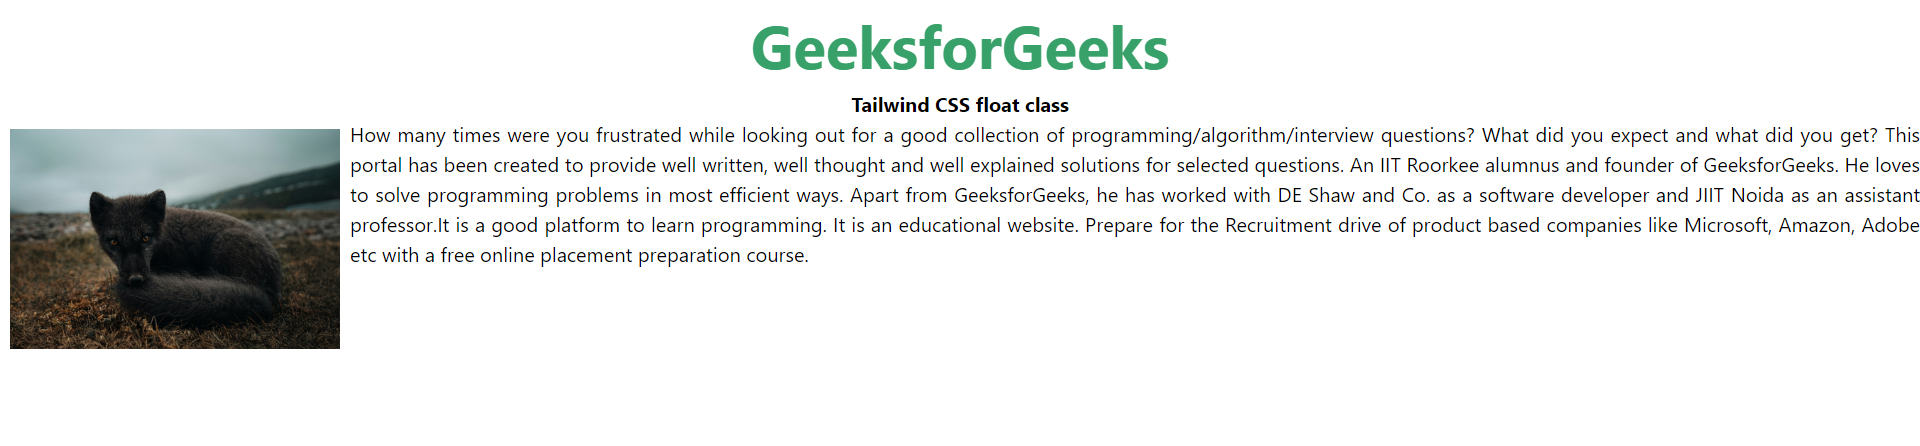 GeeksforGeeks
Tailwind CSS float class
How many times were you frustrated while looking out for a good collection of programming/algorithm/interview questions? What did you expect and what did you get? This
portal has been created to provide well written, well thought and well explained solutions for selected questions. An IIT Roorkee alumnus and founder of GeeksforGeeks. He loves
to solve programming problems in most efficient ways. Apart from GeeksforGeeks, he has worked with DE Shaw and Co. as a software developer and JIIT Noida as an assistant
professor.It is a good platform to learn programming. It is an educational website. Prepare for the Recruitment drive of product based companies like Microsoft, Amazon, Adobe
etc with a free online placement preparation course.